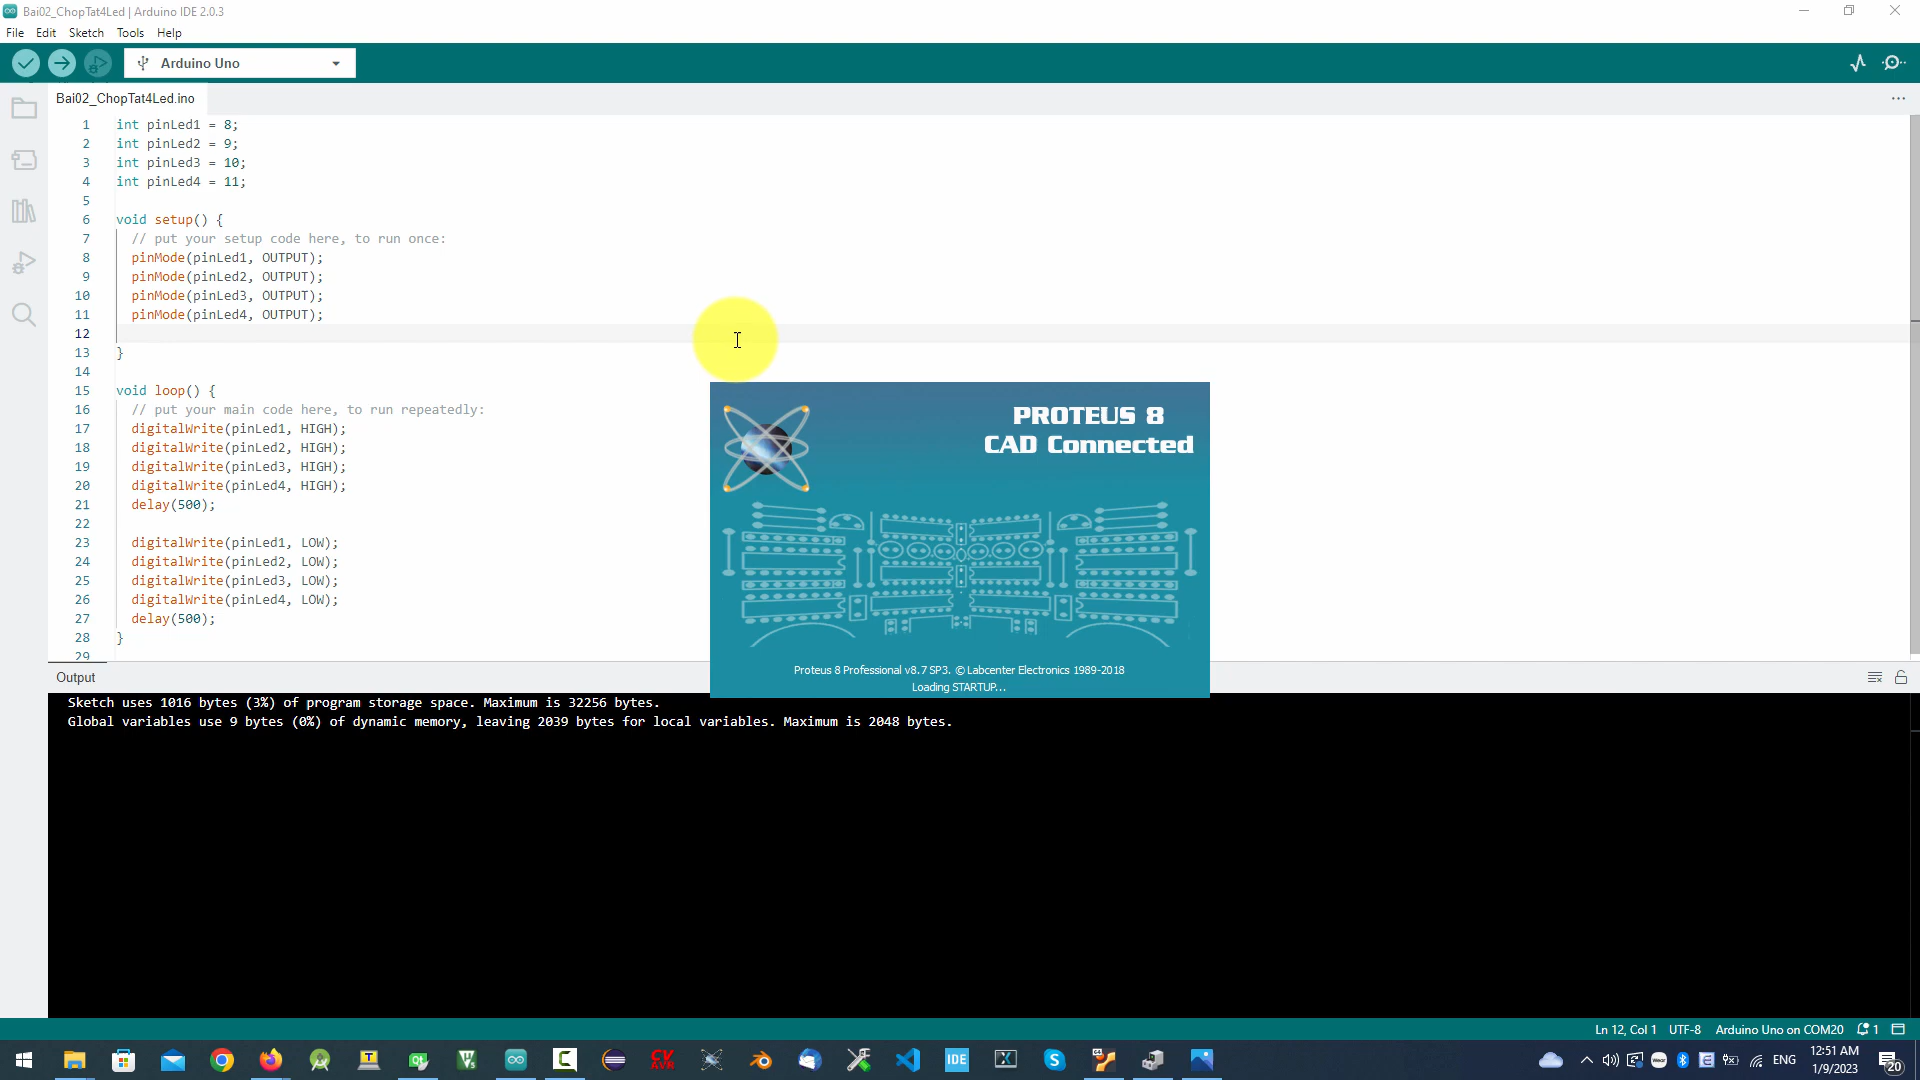 Bai02_ChopTat4Led | Arduino IDE 2.0.3
File Edit Sketch Tools Help
Arduino Uno
Bai02_ChopTat4Led.ino
1 int pinLed1 = 8;
2 int pinLed2 = 9;
3 int pinLed3 = 10;
4 int pinLed4 = 11;
5
6 void setup() {
7 // put your setup code here, to run once:
8 pinMode(pinLed1, OUTPUT);
9 pinMode(pinLed2, OUTPUT);
10 pinMode(pinLed3, OUTPUT);
11 pinMode(pinLed4, OUTPUT);
12
13 }
14
15 void loop() {
16 // put your main code here, to run repeatedly:
17 digitalWrite(pinLed1, HIGH);
18 digitalWrite(pinLed2, HIGH);
19 digitalWrite(pinLed3, HIGH);
20 digitalWrite(pinLed4, HIGH);
21 delay(500);
22
23 digitalWrite(pinLed1, LOW);
24 digitalWrite(pinLed2, LOW);
25 digitalWrite(pinLed3, LOW);
26 digitalWrite(pinLed4, LOW);
27 delay(500);
28 }
29
PROTEUS 8
CAD Connected
Proteus 8 Professional v8.7 SP3. © Labcenter Electronics 1989-2018
Loading STARTUP...
Output
Sketch uses 1016 bytes (3%) of program storage space. Maximum is 32256 bytes.
Global variables use 9 bytes (0%) of dynamic memory, leaving 2039 bytes for local variables. Maximum is 2048 bytes.
Ln 12, Col 1 UTF-8 Arduino Uno on COM20 1
CV
AVR
IDE
ENG
12:51 AM
1/9/2023
20